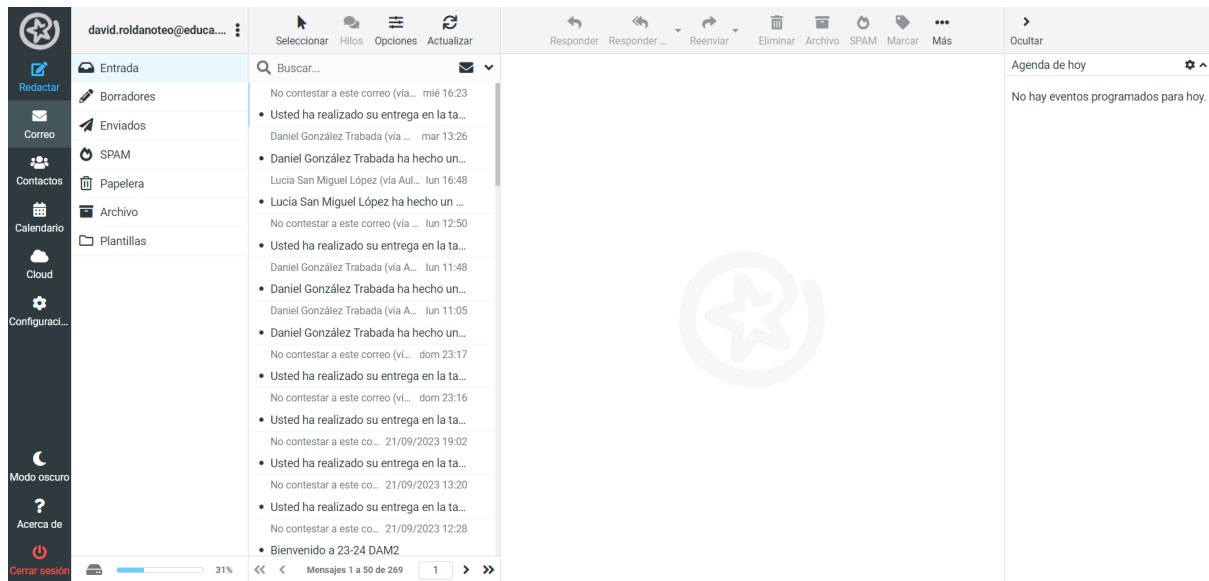 david.roldanoteo@educa....
Redactar
Correo
Contactos
Calendario
Cloud
Configuraci...
Modo oscuro
Acerca de
Cerrar sesión
Entrada
Borradores
Enviados
SPAM
Papelera
Archivo
Plantillas
31%
Seleccionar Hilos Opciones Actualizar
Buscar...
No contestar a este correo (vía... mié 16:23
• Usted ha realizado su entrega en la ta...
Daniel González Trabada (vía ... mar 13:26
• Daniel González Trabada ha hecho un...
Lucia San Miguel López (vía Aul... lun 16:48
• Lucia San Miguel López ha hecho un ...
No contestar a este correo (vía ... lun 12:50
• Usted ha realizado su entrega en la ta...
Daniel González Trabada (vía A... lun 11:48
• Daniel González Trabada ha hecho un...
Daniel González Trabada (vía A... lun 11:05
• Daniel González Trabada ha hecho un...
No contestar a este correo (ví... dom 23:17
• Usted ha realizado su entrega en la ta...
No contestar a este correo (ví... dom 23:16
• Usted ha realizado su entrega en la ta...
No contestar a este co... 21/09/2023 19:02
• Usted ha realizado su entrega en la ta...
No contestar a este co... 21/09/2023 13:20
• Usted ha realizado su entrega en la ta...
No contestar a este co... 21/09/2023 12:28
• Bienvenido a 23-24 DAM2
Mensajes 1 a 50 de 269 1
Responder Responder ... Reenviar Eliminar Archivo SPAM Marcar Más
Ocultar
Agenda de hoy
No hay eventos programados para hoy.